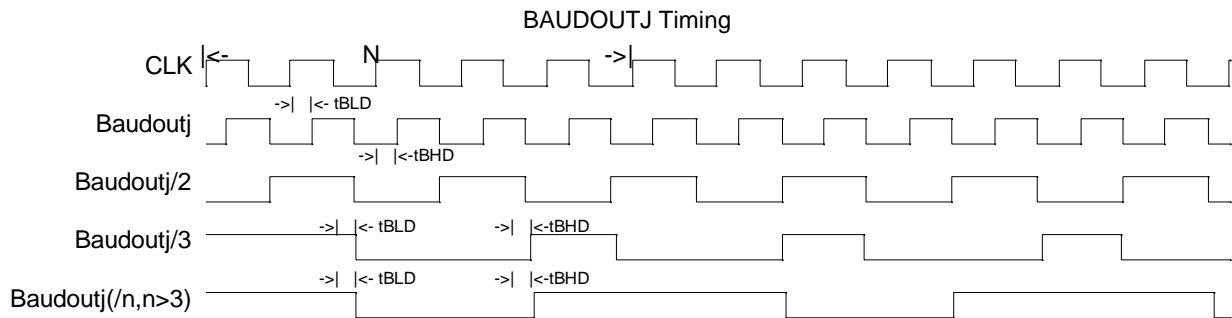 BAUDOUTJ Timing
|<- N ->|
CLK
->| |<- tBLD
Baudoutj
->| |<-tBHD
Baudoutj/2
->| |<- tBLD ->| |<-tBHD
Baudoutj/3
->| |<- tBLD ->| |<-tBHD
Baudoutj(/n,n>3)